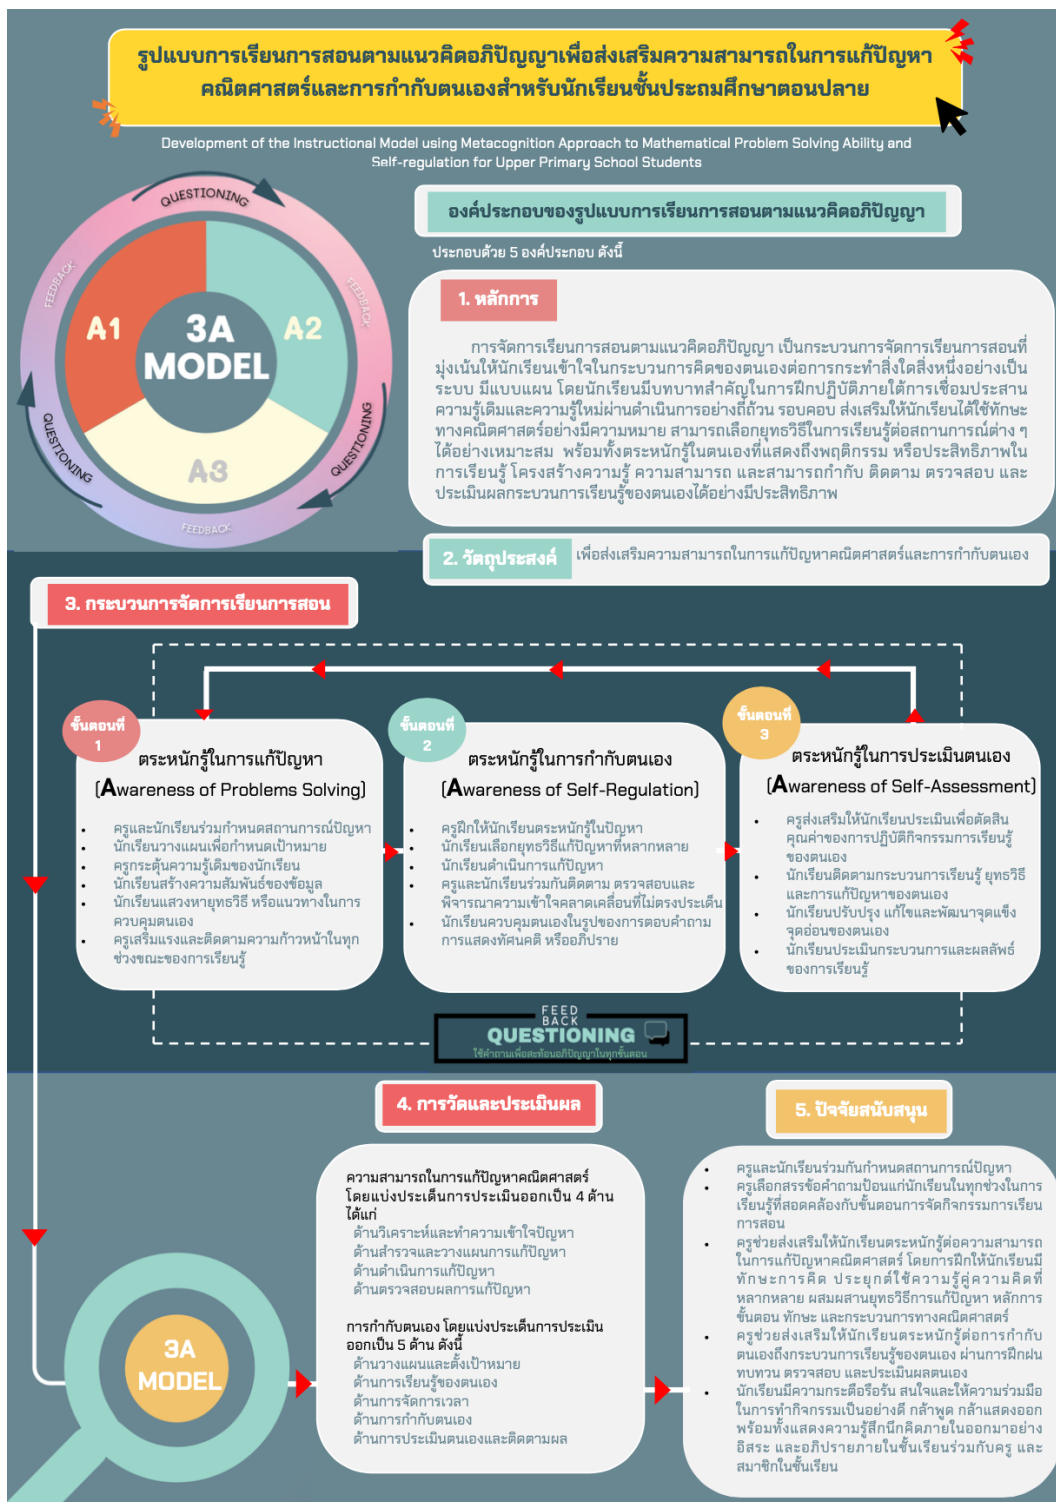 รูปแบบการเรียนการสอนตามแนวคิดอภิปัญญาเพื่อส่งเสริมความสามารถในการแก้ปัญหา
คณิตศาสตร์และการกำกับตนเองสำหรับนักเรียนชั้นประถมศึกษาตอนปลาย
Development of the Instructional Model using Metacognition Approach to Mathematical Problem Solving Ability and
Self-regulation for Upper Primary School Students
QUESTIONING
FEEDBACK
FEEDBACK
A1
3A
MODEL
A2
QUESTIONING
QUESTIONING
A3
FEEDBACK
องค์ประกอบของรูปแบบการเรียนการสอนตามแนวคิดอภิปัญญา
ประกอบด้วย 5 องค์ประกอบ ดังนี้
1. หลักการ
การจัดการเรียนการสอนตามแนวคิดอภิปัญญา เป็นกระบวนการจัดการเรียนการสอนที่
มุ่งเน้นให้นักเรียนเข้าใจในกระบวนการคิดของตนเองต่อการกระทำสิ่งใดสิ่งหนึ่งอย่างเป็น
ระบบ มีแบบแผน โดยนักเรียนมีบทบาทสำคัญในการฝึกปฏิบัติภายใต้การเชื่อมประสาน
ความรู้เดิมและความรู้ใหม่ผ่านดำเนินการอย่างถี่ถ้วน รอบคอบ ส่งเสริมให้นักเรียนได้ใช้ทักษะ
ทางคณิตศาสตร์อย่างมีความหมาย สามารถเลือกยุทธวิธีในการเรียนรู้ต่อสถานการณ์ต่าง ๆ
ได้อย่างเหมาะสม พร้อมทั้งตระหนักรู้ในตนเองที่แสดงถึงพฤติกรรม หรือประสิทธิภาพใน
การเรียนรู้ โครงสร้างความรู้ ความสามารถ และสามารถกำกับ ติดตาม ตรวจสอบ และ
ประเมินผลกระบวนการเรียนรู้ของตนเองได้อย่างมีประสิทธิภาพ
2. วัตถุประสงค์
เพื่อส่งเสริมความสามารถในการแก้ปัญหาคณิตศาสตร์และการกำกับตนเอง
3. กระบวนการจัดการเรียนการสอน
ขั้นตอนที่
1
ตระหนักรู้ในการแก้ปัญหา
(Awareness of Problems Solving)
• ครูและนักเรียนร่วมกำหนดสถานการณ์ปัญหา
• นักเรียนวางแผนเพื่อกำหนดเป้าหมาย
• ครูกระตุ้นความรู้เดิมของนักเรียน
• นักเรียนสร้างความสัมพันธ์ของข้อมูล
• นักเรียนแสวงหายุทธวิธี หรือแนวทางในการ
ควบคุมตนเอง
• ครูเสริมแรงและติดตามความก้าวหน้าในทุก
ช่วงขณะของการเรียนรู้
ขั้นตอนที่
2
ตระหนักรู้ในการกำกับตนเอง
(Awareness of Self-Regulation)
• ครูฝึกให้นักเรียนตระหนักรู้ในปัญหา
• นักเรียนเลือกยุทธวิธีแก้ปัญหาที่หลากหลาย
• นักเรียนดำเนินการแก้ปัญหา
• ครูและนักเรียนร่วมกันติดตาม ตรวจสอบและ
พิจารณาความเข้าใจคลาดเคลื่อนที่ไม่ตรงประเด็น
• นักเรียนควบคุมตนเองในรูปของการตอบคำถาม
การแสดงทัศนคติ หรืออภิปราย
ขั้นตอนที่
3
ตระหนักรู้ในการประเมินตนเอง
(Awareness of Self-Assessment)
• ครูส่งเสริมให้นักเรียนประเมินเพื่อตัดสิน
คุณค่าของการปฏิบัติกิจกรรมการเรียนรู้
ของตนเอง
• นักเรียนติดตามกระบวนการเรียนรู้ ยุทธวิธี
และการแก้ปัญหาของตนเอง
• นักเรียนปรับปรุง แก้ไขและพัฒนาจุดแข็ง
จุดอ่อนของตนเอง
• นักเรียนประเมินกระบวนการและผลลัพธ์
ของการเรียนรู้
FEED
BACK
QUESTIONING
ใช้คำถามเพื่อสะท้อนอภิปัญญาในทุกขั้นตอน
4. การวัดและประเมินผล
ความสามารถในการแก้ปัญหาคณิตศาสตร์
โดยแบ่งประเด็นการประเมินออกเป็น 4 ด้าน
ได้แก่
ด้านวิเคราะห์และทำความเข้าใจปัญหา
ด้านสำรวจและวางแผนการแก้ปัญหา
ด้านดำเนินการแก้ปัญหา
ด้านตรวจสอบผลการแก้ปัญหา
การกำกับตนเอง โดยแบ่งประเด็นการประเมิน
ออกเป็น 5 ด้าน ดังนี้
ด้านวางแผนและตั้งเป้าหมาย
ด้านการเรียนรู้ของตนเอง
ด้านการจัดการเวลา
ด้านการกำกับตนเอง
ด้านการประเมินตนเองและติดตามผล
3A
MODEL
5. ปัจจัยสนับสนุน
• ครูและนักเรียนร่วมกันกำหนดสถานการณ์ปัญหา
• ครูเลือกสรรข้อคำถามป้อนแก่นักเรียนในทุกช่วงในการ
เรียนรู้ที่สอดคล้องกับขั้นตอนการจัดกิจกรรมการเรียน
การสอน
• ครูช่วยส่งเสริมให้นักเรียนตระหนักรู้ต่อความสามารถ
ในการแก้ปัญหาคณิตศาสตร์ โดยการฝึกให้นักเรียนมี
ทักษะการคิด ประยุกต์ใช้ความรู้คู่ความคิดที่
หลากหลาย ผสมผสานยุทธวิธีการแก้ปัญหา หลักการ
ขั้นตอน ทักษะ และกระบวนการทางคณิตศาสตร์
• ครูช่วยส่งเสริมให้นักเรียนตระหนักรู้ต่อการกำกับ
ตนเองถึงกระบวนการเรียนรู้ของตนเอง ผ่านการฝึกฝน
ทบทวน ตรวจสอบ และประเมินผลตนเอง
• นักเรียนมีความกระตือรือร้น สนใจและให้ความร่วมมือ
ในการทำกิจกรรมเป็นอย่างดี กล้าพูด กล้าแสดงออก
พร้อมทั้งแสดงความรู้สึกนึกคิดภายในออกมาอย่าง
อิสระ และอภิปรายภายในชั้นเรียนร่วมกับครู และ
สมาชิกในชั้นเรียน